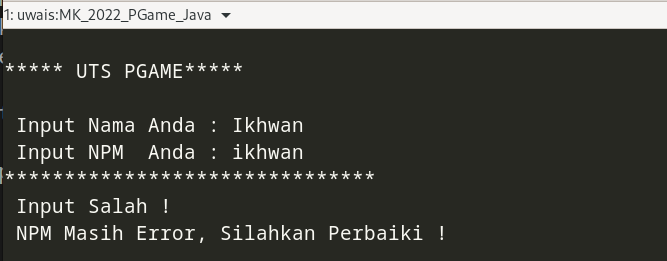 1: uwais:MK_2022_PGame_Java
***** UTS PGAME*****
Input Nama Anda : Ikhwan
Input NPM  Anda : ikhwan
*******************************
Input Salah !
NPM Masih Error, Silahkan Perbaiki !